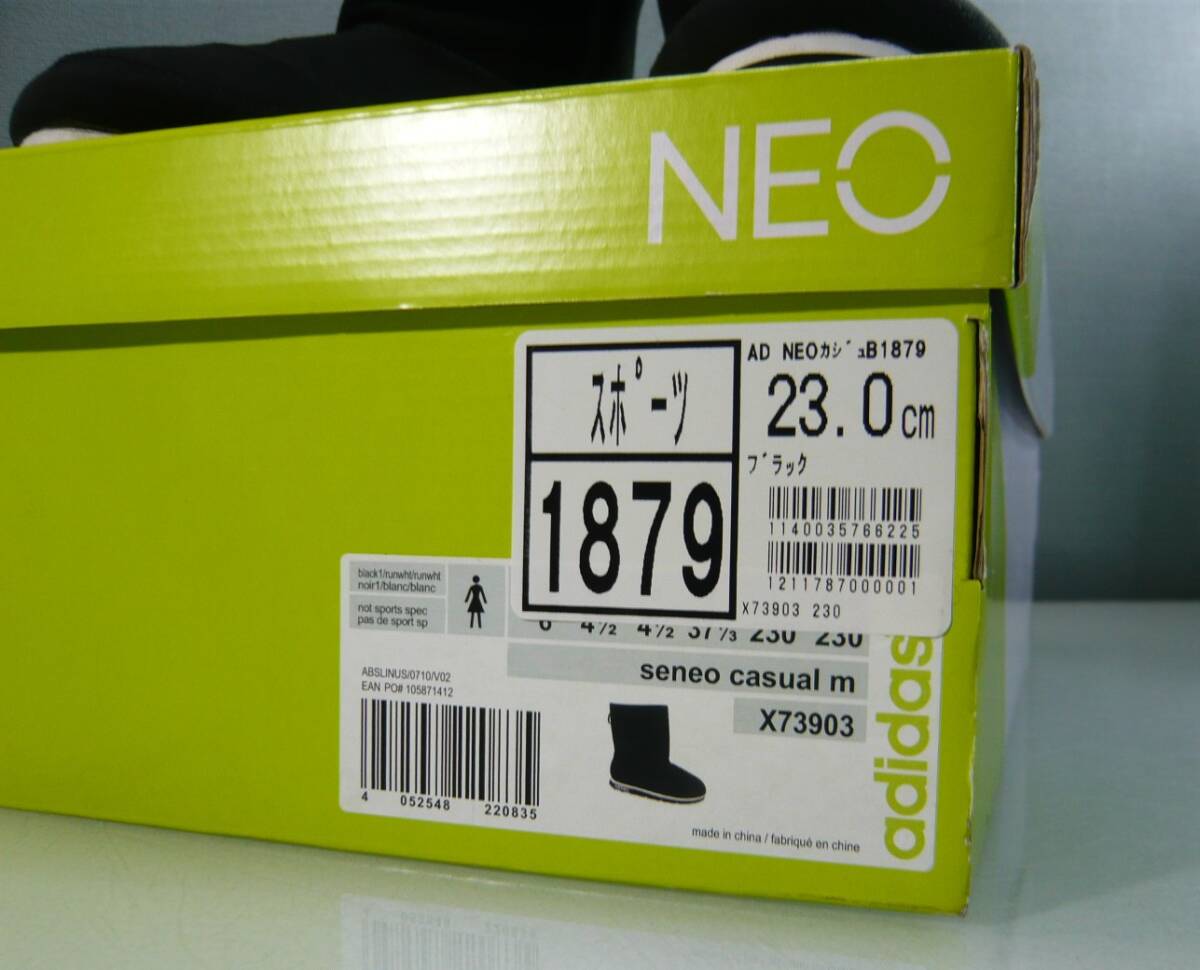 NEO
AD NEOカジュB1879
スポーツ
23.0cm
ブラック
1879
1140035766225
1211787000001
X73903 230
black1/runwht/runwht
noir1/blanc/blanc
not sports spec
pas de sport sp
6 4½ 4½ 37⅓ 230 230
seneo casual m
X73903
ABSLINUS/0710/V02
EAN PO# 105871412
4 052548 220835
made in china / fabriqué en chine
adidas